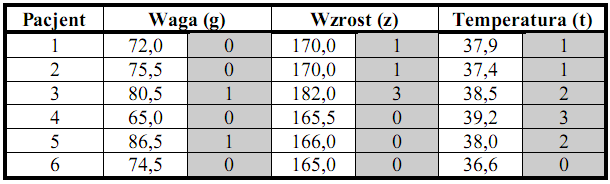 Pacjent Waga (g) Wzrost (z) Temperatura (t)
1 72,0 0 170,0 1 37,9 1
2 75,5 0 170,0 1 37,4 1
3 80,5 1 182,0 3 38,5 2
4 65,0 0 165,5 0 39,2 3
5 86,5 1 166,0 0 38,0 2
6 74,5 0 165,0 0 36,6 0